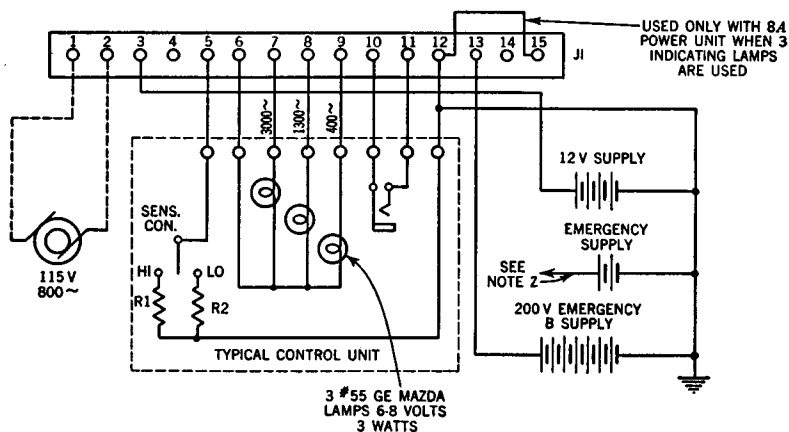 USED ONLY WITH 8A
POWER UNIT WHEN 3
INDICATING LAMPS
ARE USED
1 2 3 4 5 6 7 8 9 10 11 12 13 14 15
J1
3000~
1300~
400~
12 V SUPPLY
SENS.
CON.
EMERGENCY
SUPPLY
115 V
800~
HI LO
R1 R2
SEE
NOTE 2
200 V EMERGENCY
B SUPPLY
TYPICAL CONTROL UNIT
3 #55 GE MAZDA
LAMPS 6-8 VOLTS
3 WATTS